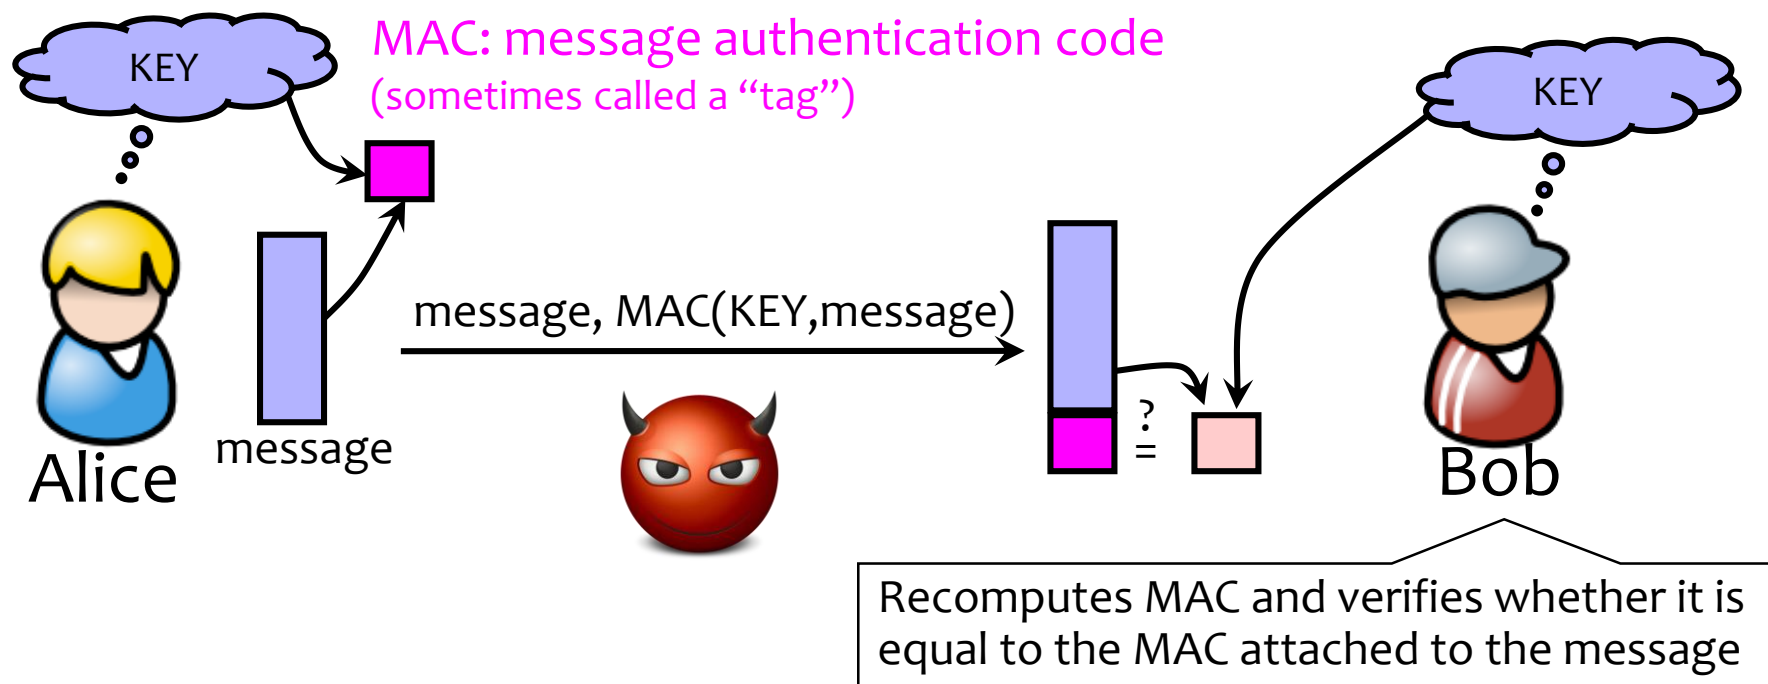 KEY
MAC: message authentication code
(sometimes called a “tag”)
KEY
message, MAC(KEY,message)
message
Alice
?
=
Bob
Recomputes MAC and verifies whether it is
equal to the MAC attached to the message